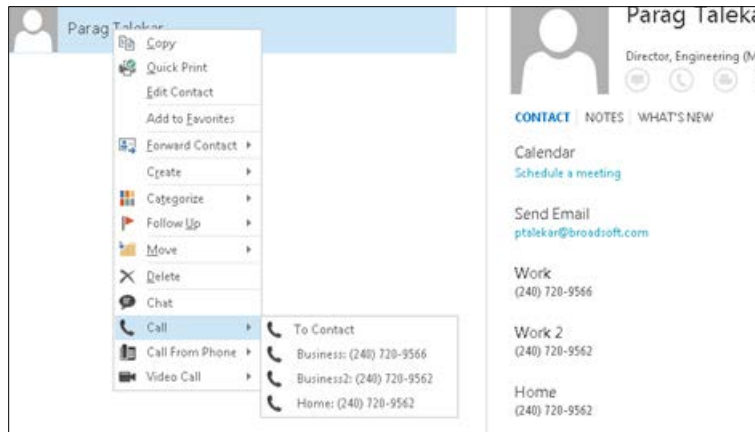 Parag Talekar
Copy
Quick Print
Edit Contact
Add to Favorites
Forward Contact
Create
Categorize
Follow Up
Move
Delete
Chat
Call
Call From Phone
Video Call
To Contact
Business: (240) 720-9566
Business2: (240) 720-9562
Home: (240) 720-9562
Parag Taleka
Director, Engineering (M
CONTACT NOTES WHAT'S NEW
Calendar
Schedule a meeting
Send Email
ptalekar@broadsoft.com
Work
(240) 720-9566
Work 2
(240) 720-9562
Home
(240) 720-9562